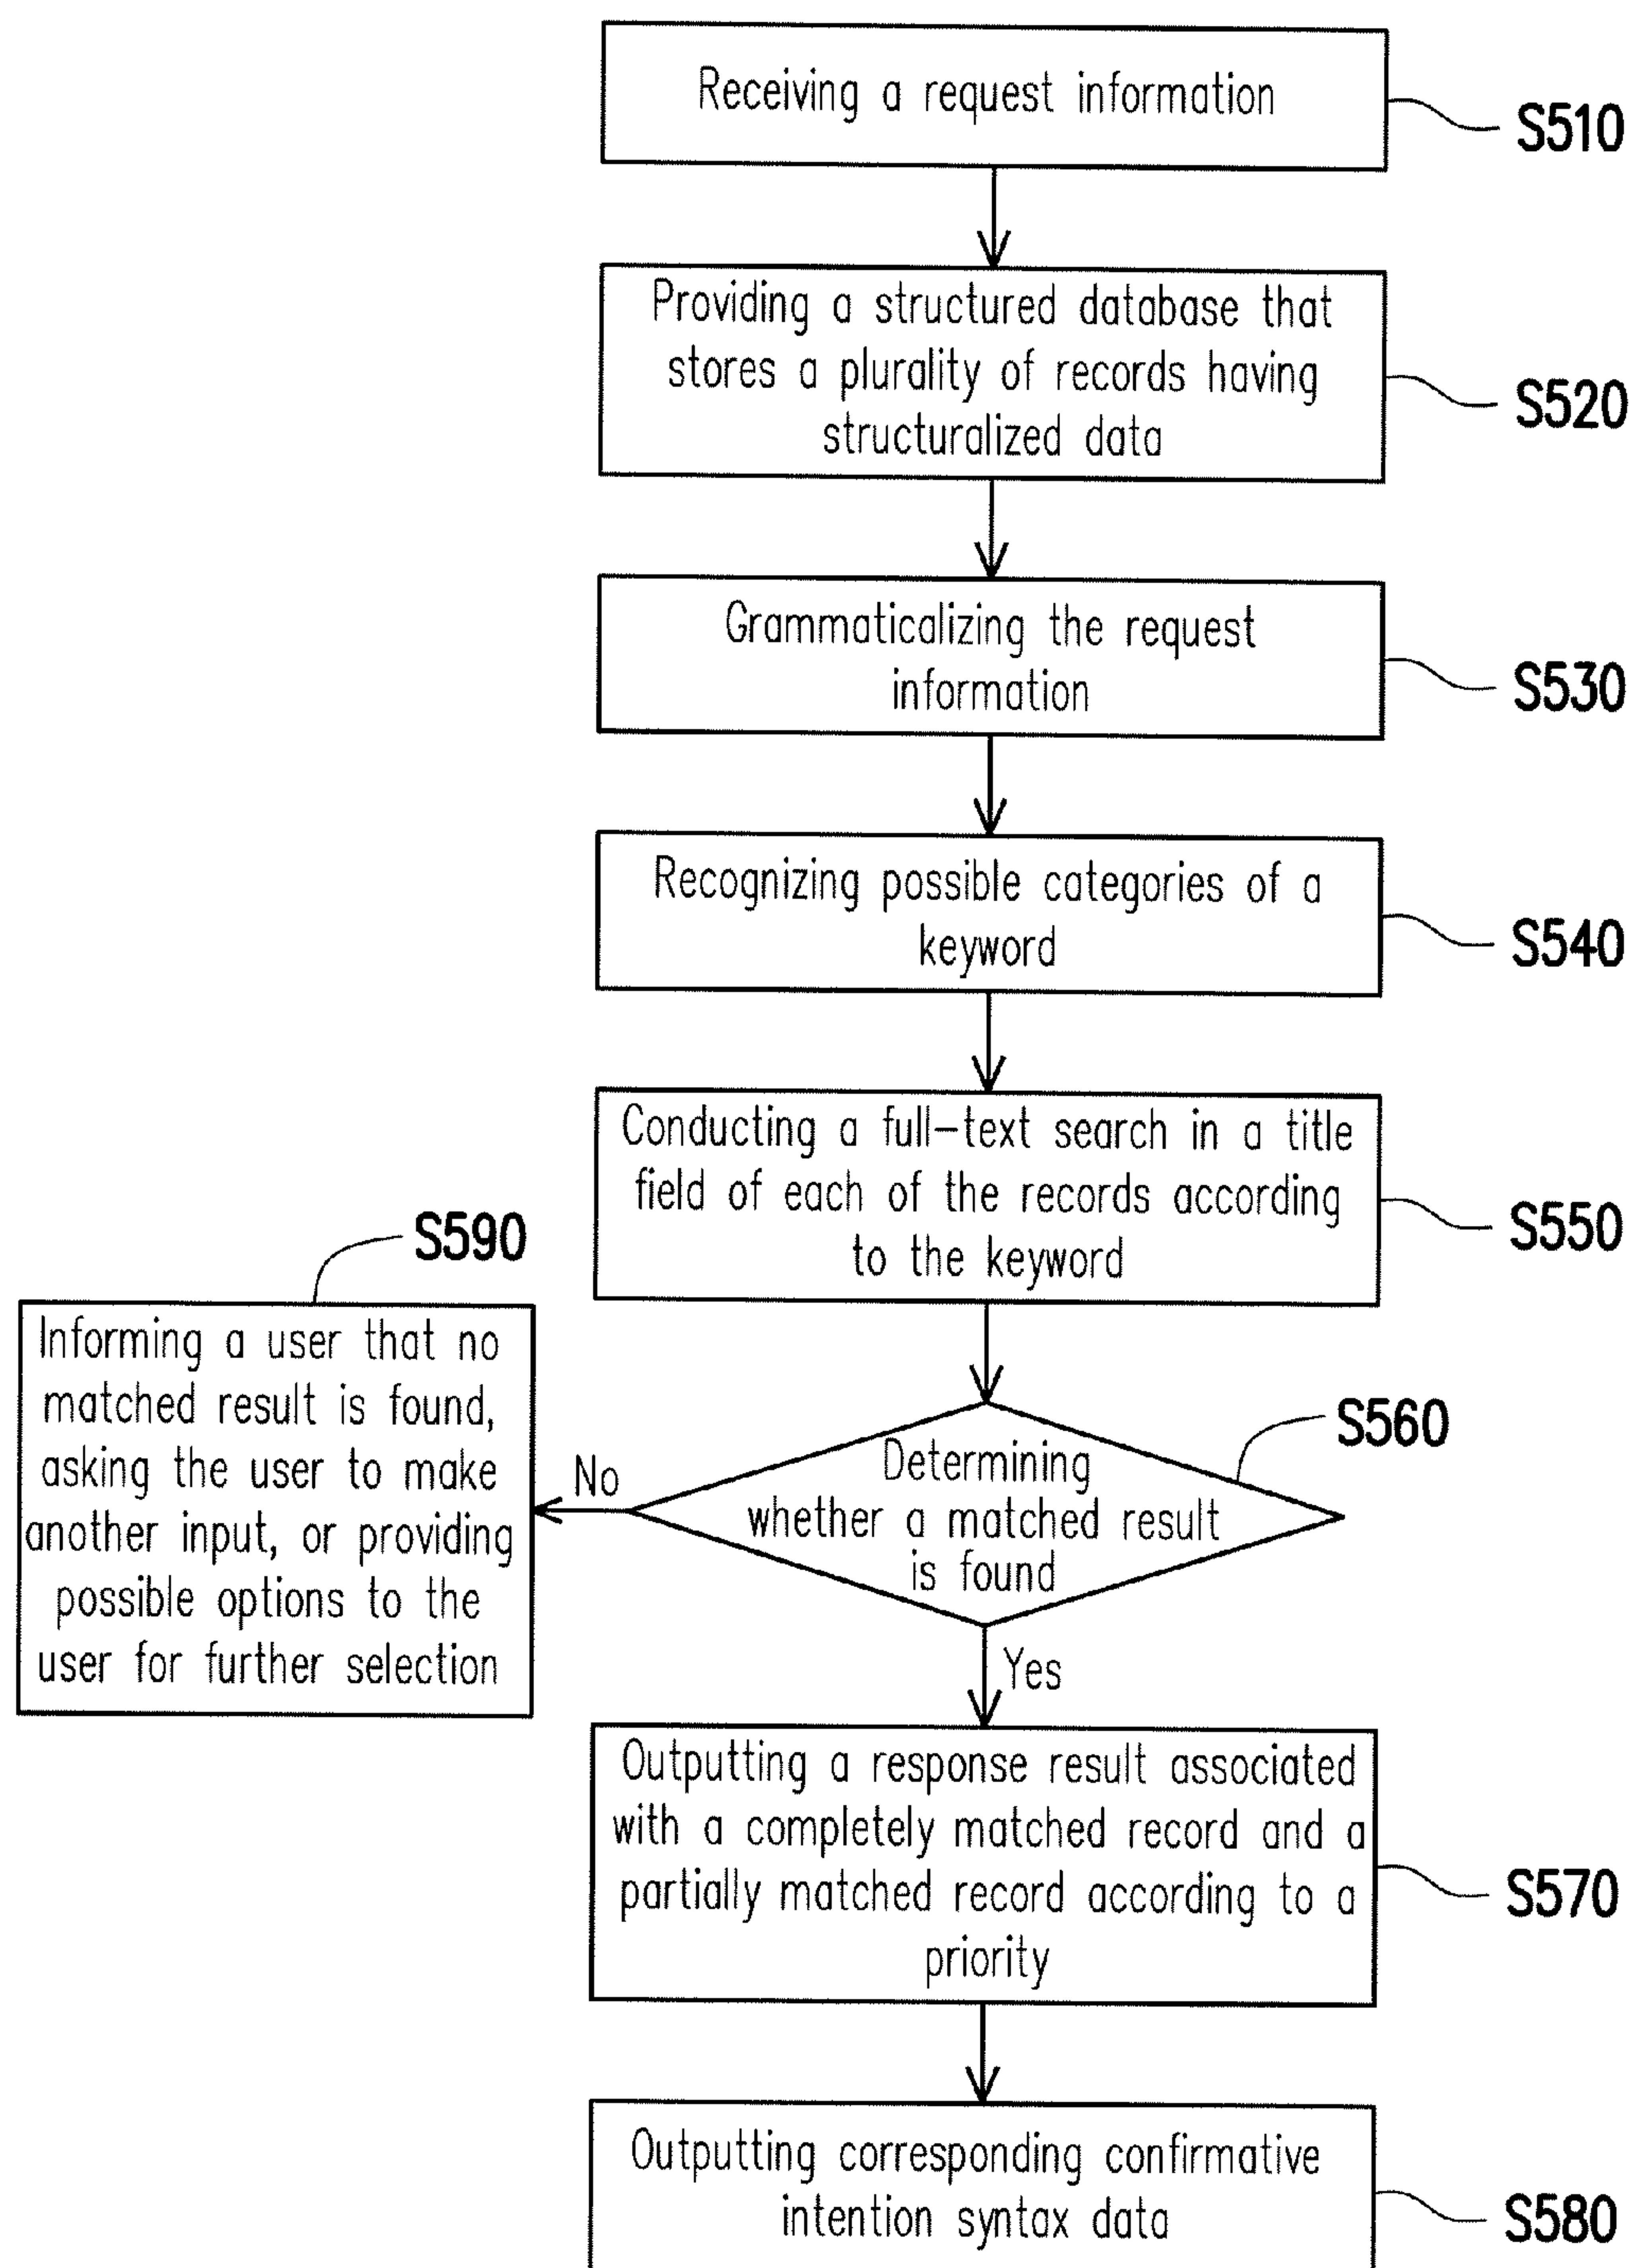 Receiving a request information
S510
Providing a structured database that
stores a plurality of records having
structuralized data
S520
Grammaticalizing the request
information
S530
Recognizing possible categories of a
keyword
S540
Conducting a full-text search in a title
field of each of the records according
to the keyword
S550
Determining
whether a matched result
is found
S560
No
S590
Informing a user that no
matched result is found,
asking the user to make
another input, or providing
possible options to the
user for further selection
Yes
Outputting a response result associated
with a completely matched record and a
partially matched record according to a
priority
S570
Outputting corresponding confirmative
intention syntax data
S580